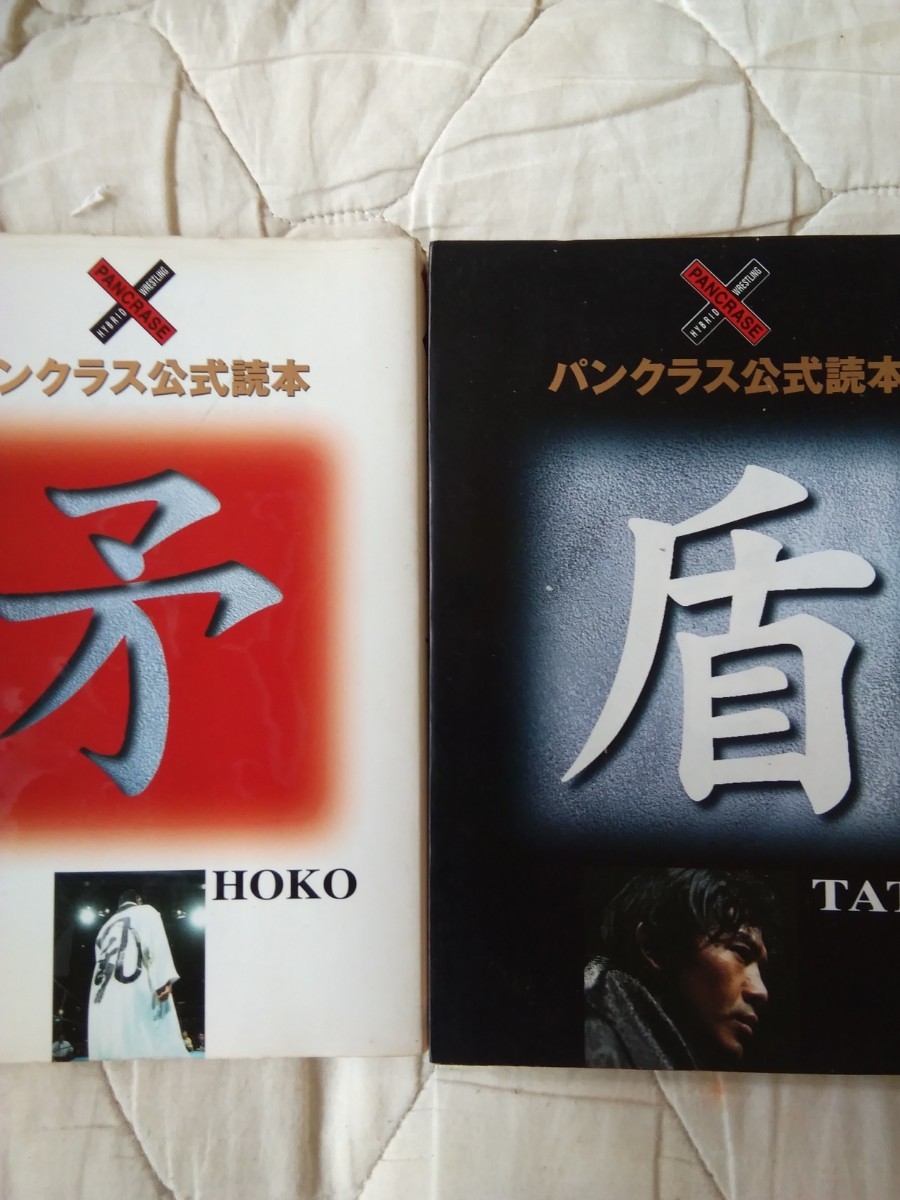 PANCRASE
HYBRID WRESTLING
ンクラス公式読本
矛
HOKO
PANCRASE
HYBRID WRESTLING
パンクラス公式読本
盾
TAT